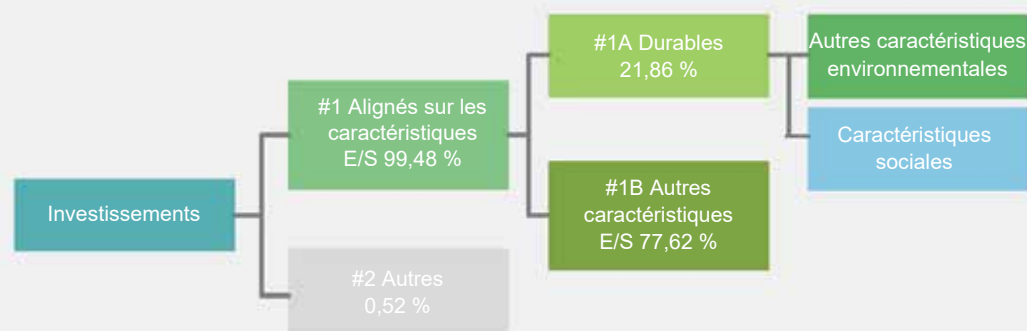 Investissements
#1 Alignés sur les
caractéristiques
E/S 99,48 %
#2 Autres
0,52 %
#1A Durables
21,86 %
#1B Autres
caractéristiques
E/S 77,62 %
Autres caractéristiques
environnementales
Caractéristiques
sociales